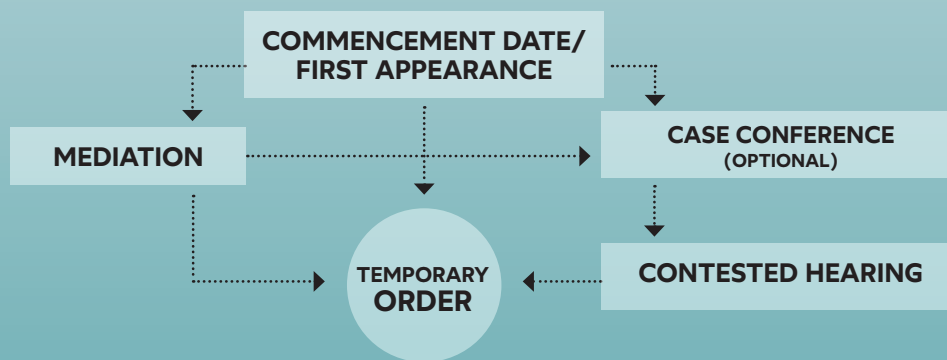 COMMENCEMENT DATE/
FIRST APPEARANCE
MEDIATION
CASE CONFERENCE
(OPTIONAL)
TEMPORARY
ORDER
CONTESTED HEARING